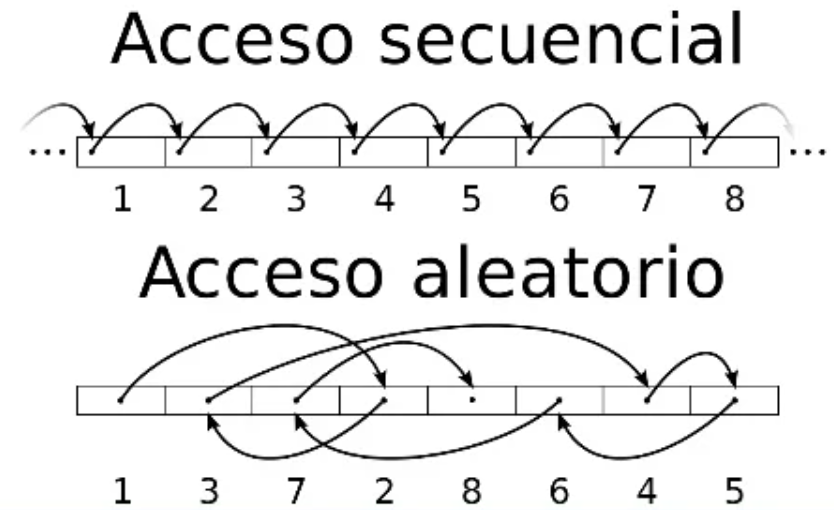 Acceso secuencial
... ...
1 2 3 4 5 6 7 8
Acceso aleatorio
1 3 7 2 8 6 4 5